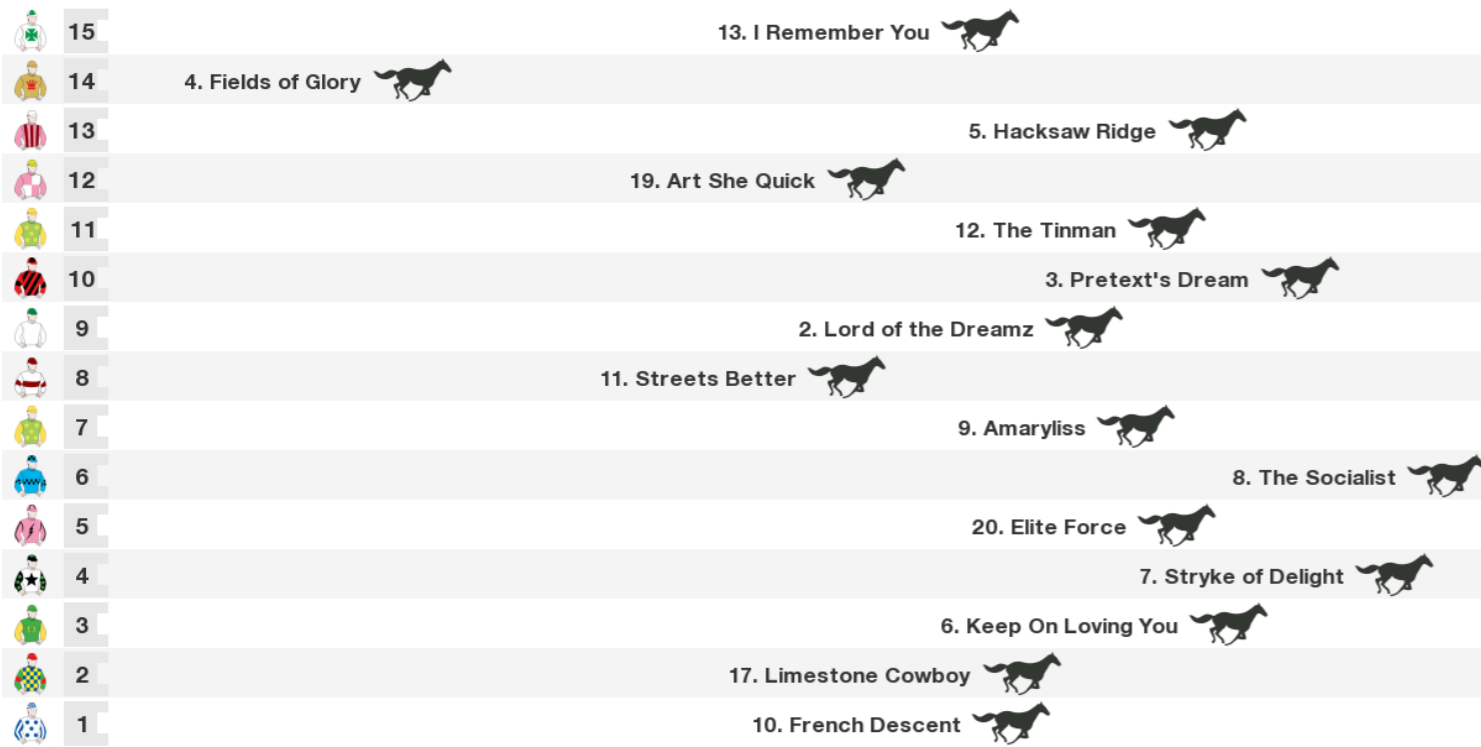 15 13. I Remember You
14 4. Fields of Glory
13 5. Hacksaw Ridge
12 19. Art She Quick
11 12. The Tinman
10 3. Pretext's Dream
9 2. Lord of the Dreamz
8 11. Streets Better
7 9. Amaryliss
6 8. The Socialist
5 20. Elite Force
4 7. Stryke of Delight
3 6. Keep On Loving You
2 17. Limestone Cowboy
1 10. French Descent